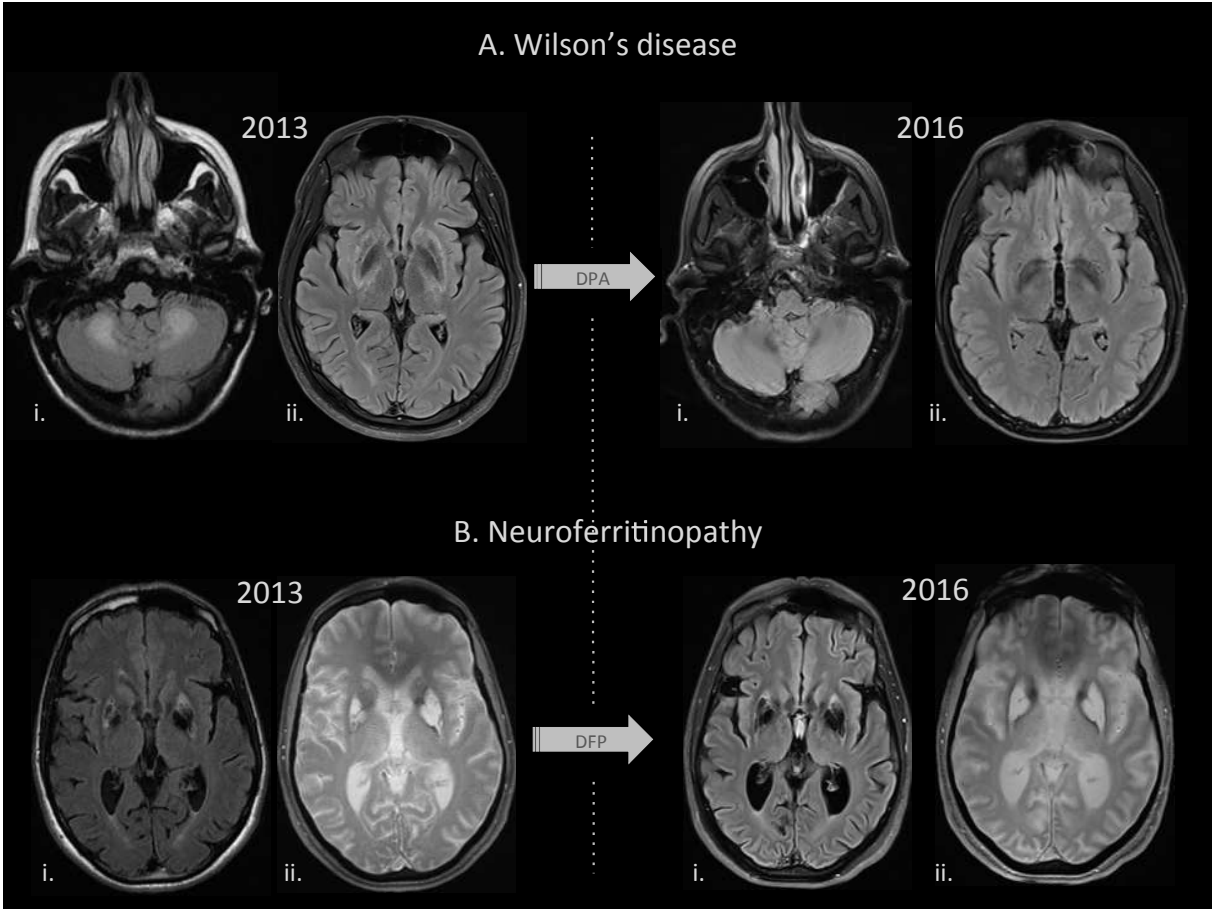 A. Wilson’s disease
2013
2016
DPA
i.
ii.
i.
ii.
B. Neuroferritinopathy
2013
2016
DFP
i.
ii.
i.
ii.